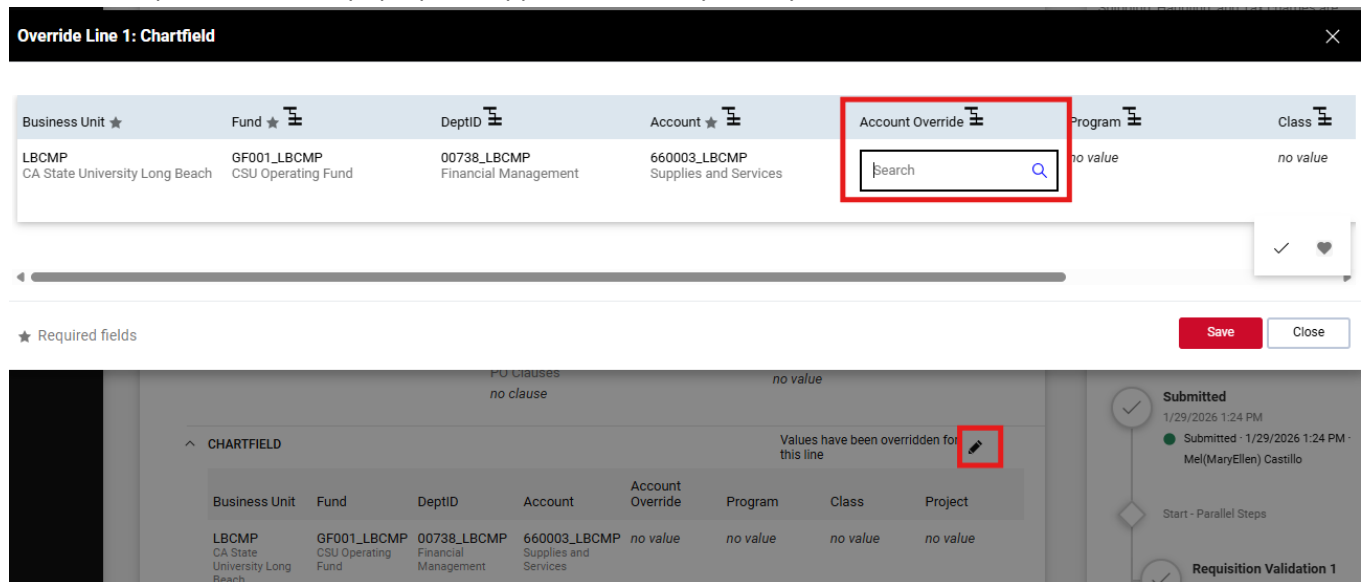 Override Line 1: Chartfield
Business Unit Fund DeptID Account Account Override Program Class
LBCMP GF001_LBCMP 00738_LBCMP 660003_LBCMP Search no value no value
CA State University Long Beach CSU Operating Fund Financial Management Supplies and Services
Required fields
Save Close
PO Clauses no value
no clause
CHARTFIELD Values have been overridden for
this line
Business Unit Fund DeptID Account Account
Override Program Class Project
LBCMP GF001_LBCMP 00738_LBCMP 660003_LBCMP no value no value no value no value
CA State CSU Operating Financial Supplies and
University Long Fund Management Services
Beach
Submitted
1/29/2026 1:24 PM
Submitted · 1/29/2026 1:24 PM ·
Mel(MaryEllen) Castillo
Start - Parallel Steps
Requisition Validation 1